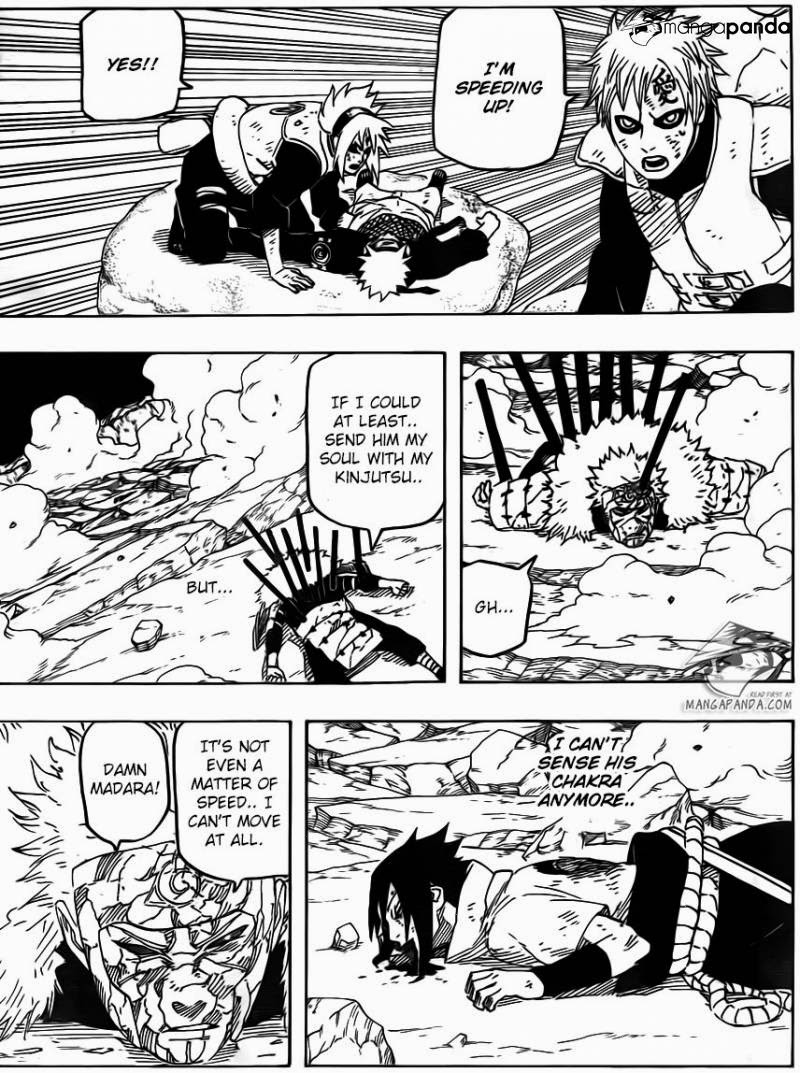 mangapanda
I'M
SPEEDING
UP!
愛
YES!!
GH...
IF I COULD
AT LEAST..
SEND HIM MY
SOUL WITH MY
KINJUTSU...
BUT...
READ FIRST AT
MANGAPANDA.COM
I CAN'T
SENSE HIS
CHAKRA
ANYMORE..
IT'S NOT
EVEN A
MATTER OF
SPEED.. I
CAN'T MOVE
AT ALL.
DAMN
MADARA!